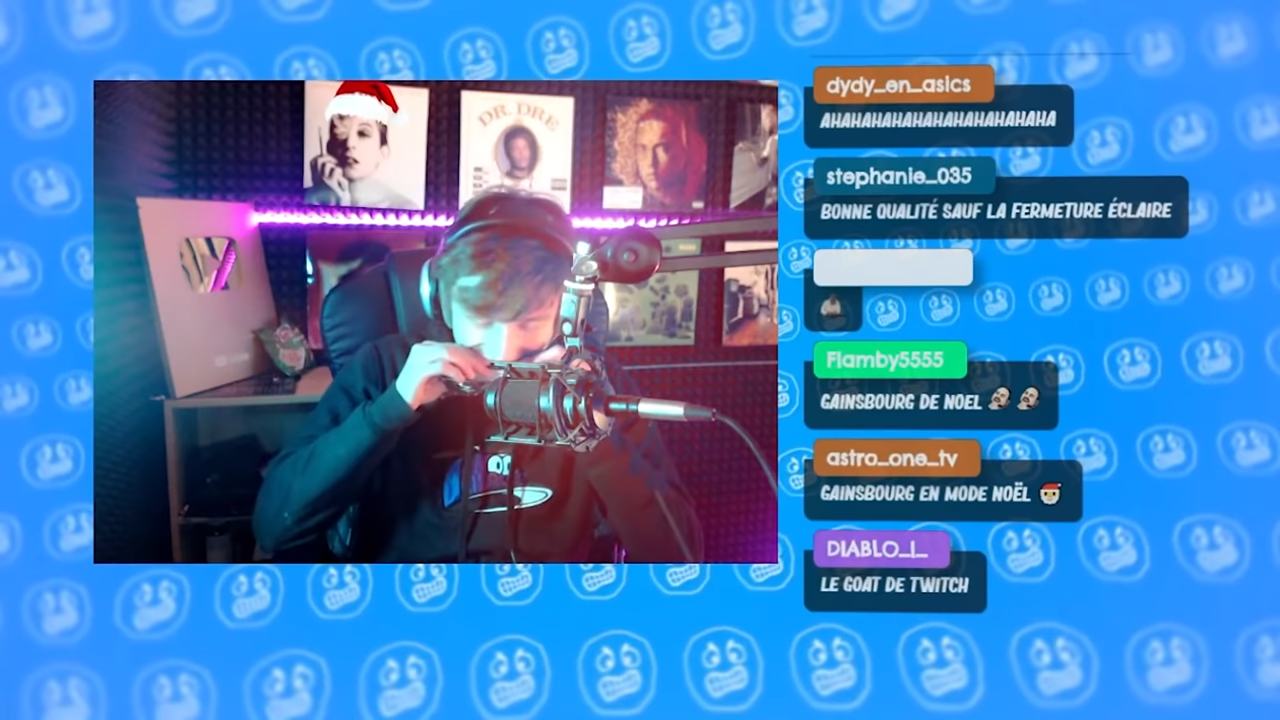 DR. DRE
dydy_en_asics
AHAHAHAHAHAHAHAHAHAHA
stephanie_035
BONNE QUALITÉ SAUF LA FERMETURE ÉCLAIRE
Flamby5555
GAINSBOURG DE NOEL
astro_one_tv
GAINSBOURG EN MODE NOËL
DIABLO_I_
LE GOAT DE TWITCH